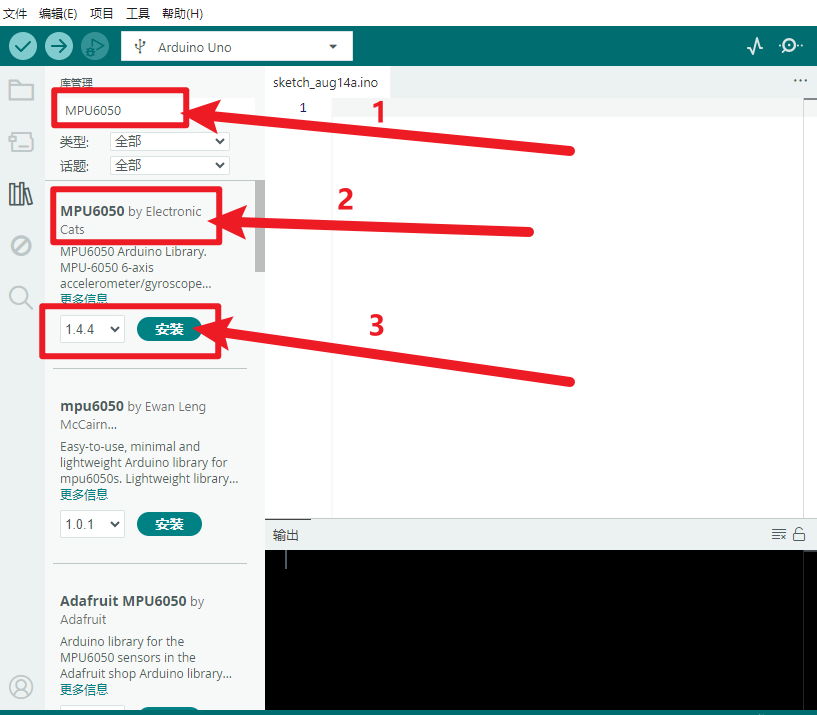 文件 编辑(E) 项目 工具 帮助(H)
Arduino Uno
库管理
MPU6050
类型: 全部
话题: 全部
MPU6050 by Electronic
Cats
MPU6050 Arduino Library.
MPU-6050 6-axis
accelerometer/gyroscope...
更多信息
1.4.4 安装
mpu6050 by Ewan Leng
McCairn...
Easy-to-use, minimal and
lightweight Arduino library for
mpu6050s. Lightweight library...
更多信息
1.0.1 安装
Adafruit MPU6050 by
Adafruit
Arduino library for the
MPU6050 sensors in the
Adafruit shop Arduino library...
更多信息
sketch_aug14a.ino
1
1
2
3
输出